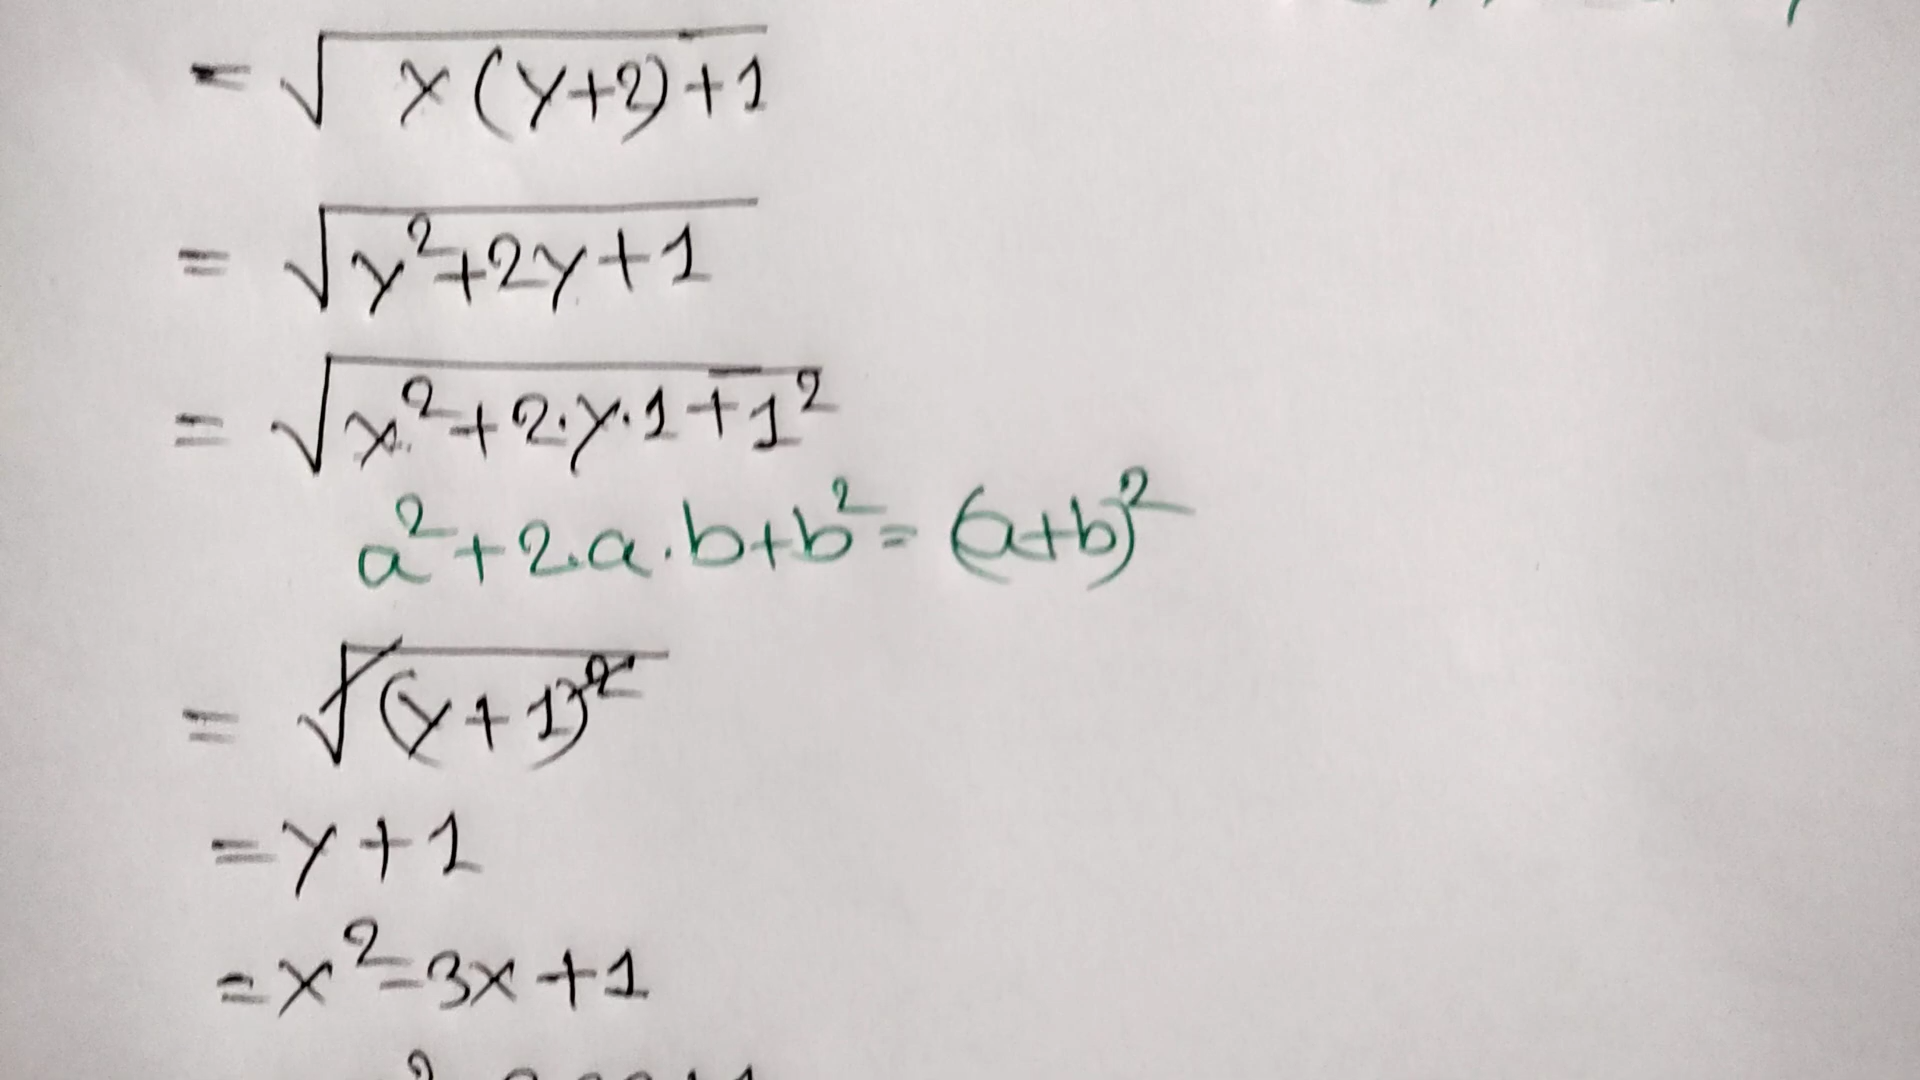 = √x(y+2)+1
= √y²+2y+1
= √x²+2·y·1+1²
a²+2.a.b+b² = (a+b)²
= √(y+1)²
= y+1
= x²-3x+1